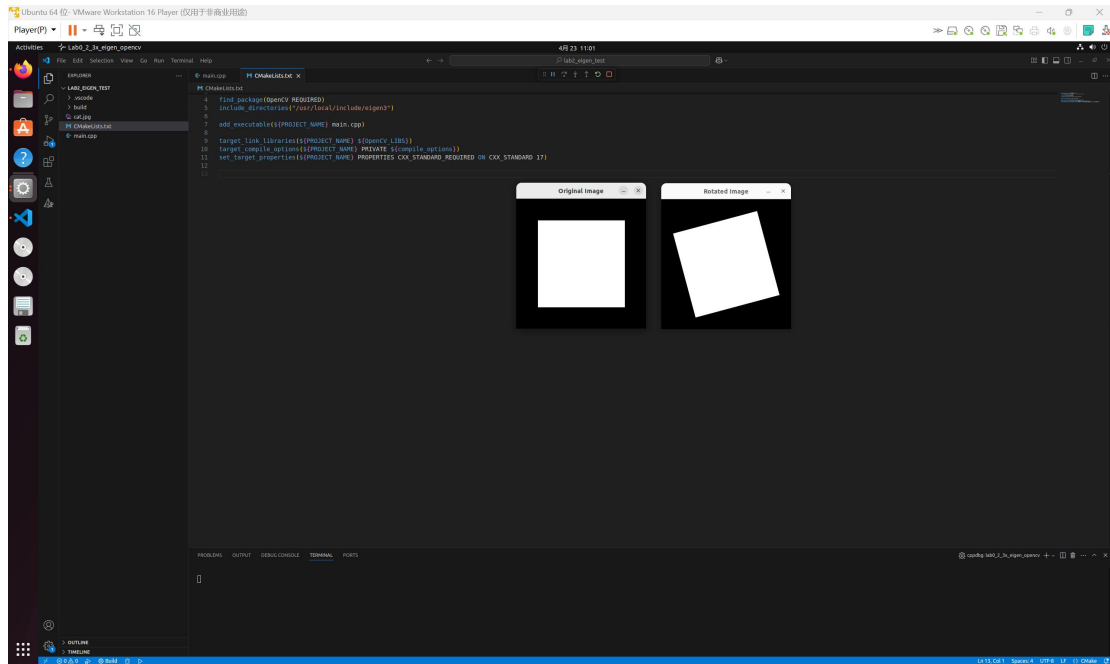 Ubuntu 64 位 - VMware Workstation 16 Player (仅用于非商业用途)
Player(P)
Activities
Lab0_2_3x_eigen_opencv
4月 23 11:01
File Edit Selection View Go Run Terminal Help
lab2_eigen_test
EXPLORER
main.cpp
CMakeLists.txt
LAB2_EIGEN_TEST
.vscode
build
cat.jpg
CMakeLists.txt
main.cpp
CMakeLists.txt
4 find_package(OpenCV REQUIRED)
5 include_directories("/usr/local/include/eigen3")
6
7 add_executable(${PROJECT_NAME} main.cpp)
8
9 target_link_libraries(${PROJECT_NAME} ${OpenCV_LIBS})
10 target_compile_options(${PROJECT_NAME} PRIVATE ${compile_options})
11 set_target_properties(${PROJECT_NAME} PROPERTIES CXX_STANDARD_REQUIRED ON CXX_STANDARD 17)
12
13
Original Image
Rotated Image
PROBLEMS OUTPUT DEBUG CONSOLE TERMINAL PORTS
cppdbg: lab0_2_3x_eigen_opencv
OUTLINE
TIMELINE
0 0 Build
Ln 13, Col 1 Spaces: 4 UTF-8 LF CMake